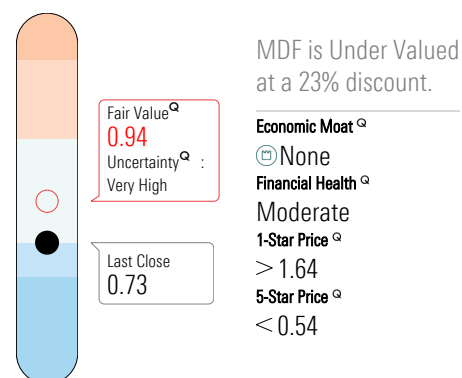 MDF is Under Valued
at a 23% discount.
Fair Value Q
0.94
Uncertainty Q :
Very High
Last Close
0.73
Economic Moat Q
None
Financial Health Q
Moderate
1-Star Price Q
> 1.64
5-Star Price Q
< 0.54